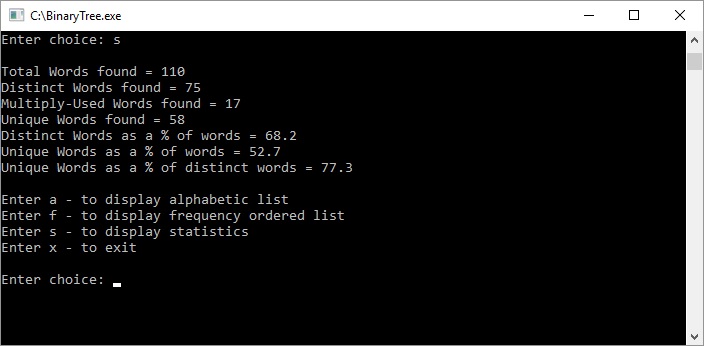 C:\BinaryTree.exe
Enter choice: s
Total Words found = 110
Distinct Words found = 75
Multiply-Used Words found = 17
Unique Words found = 58
Distinct Words as a % of words = 68.2
Unique Words as a % of words = 52.7
Unique Words as a % of distinct words = 77.3
Enter a - to display alphabetic list
Enter f - to display frequency ordered list
Enter s - to display statistics
Enter x - to exit
Enter choice: